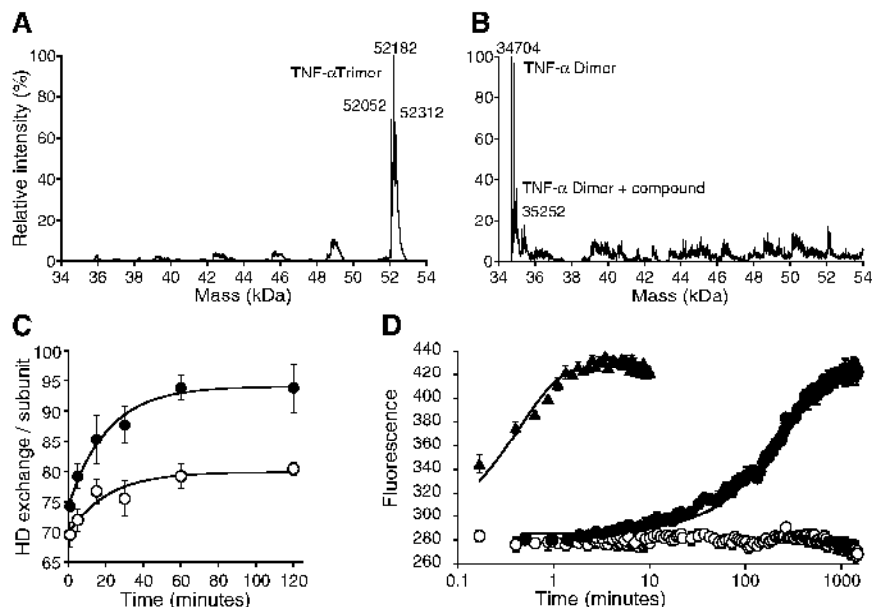 A
B
52182
TNF-α Trimer
52052
52312
Relative intensity (%)
100
80
60
40
20
0
34 36 38 40 42 44 46 48 50 52 54
Mass (kDa)
34704
TNF-α Dimer
TNF-α Dimer + compound
35252
100
80
60
40
20
0
34 36 38 40 42 44 46 48 50 52 54
Mass (kDa)
C
D
HD exchange / subunit
100
95
90
85
80
75
70
65
0 20 40 60 80 100 120
Time (minutes)
Fluorescence
440
420
400
380
360
340
320
300
280
260
0.1 1 10 100 1000
Time (minutes)